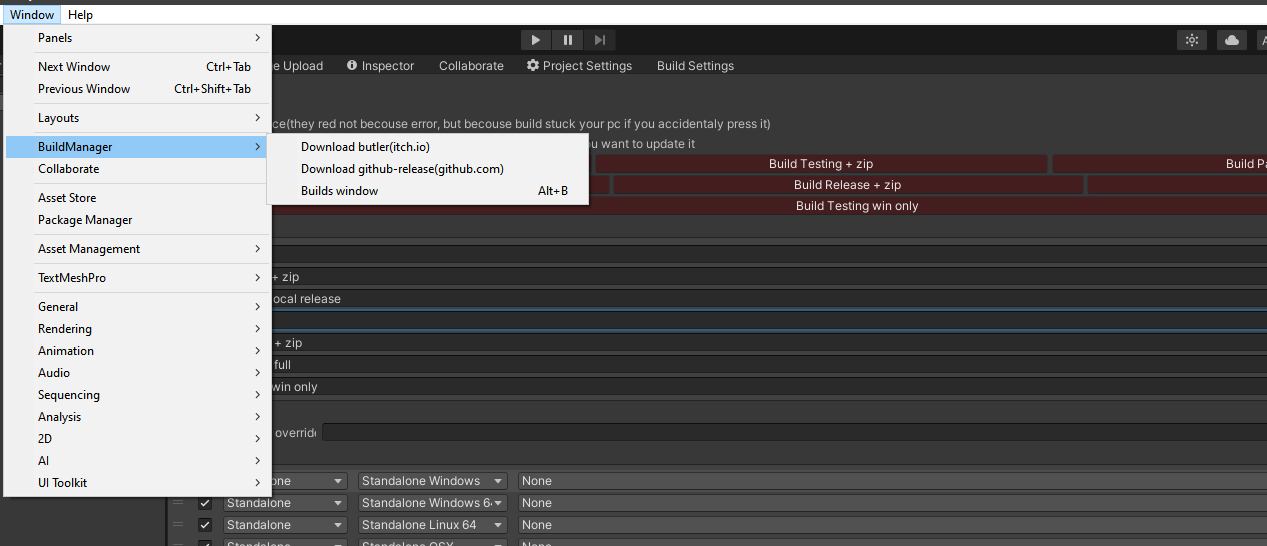 Window Help
Panels
Next Window Ctrl+Tab
Previous Window Ctrl+Shift+Tab
Layouts
BuildManager
Collaborate
Asset Store
Package Manager
Asset Management
TextMeshPro
General
Rendering
Animation
Audio
Sequencing
Analysis
2D
AI
UI Toolkit
Download butler(itch.io)
Download github-release(github.com)
Builds window Alt+B
e Upload Inspector Collaborate Project Settings Build Settings
ce(they red not becouse error, but becouse build stuck your pc if you accidentaly press it)
u want to update it
Build Testing + zip Build
Build Release + zip
Build Testing win only
+ zip
ocal release
+ zip
full
win only
override
one Standalone Windows None
Standalone Standalone Windows 64 None
Standalone Standalone Linux 64 None
Standalone Standalone OSX None